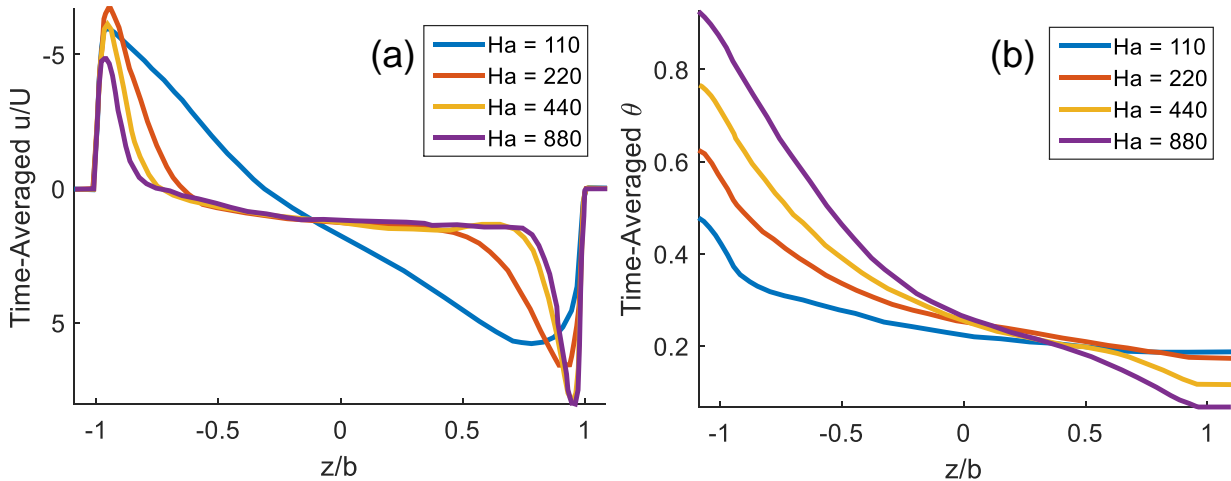 (a)
Ha = 110
Ha = 220
Ha = 440
Ha = 880
Time-Averaged u/U
-5
0
5
-1
-0.5
0
0.5
1
z/b
(b)
Ha = 110
Ha = 220
Ha = 440
Ha = 880
Time-Averaged θ
0.8
0.6
0.4
0.2
-1
-0.5
0
0.5
1
z/b